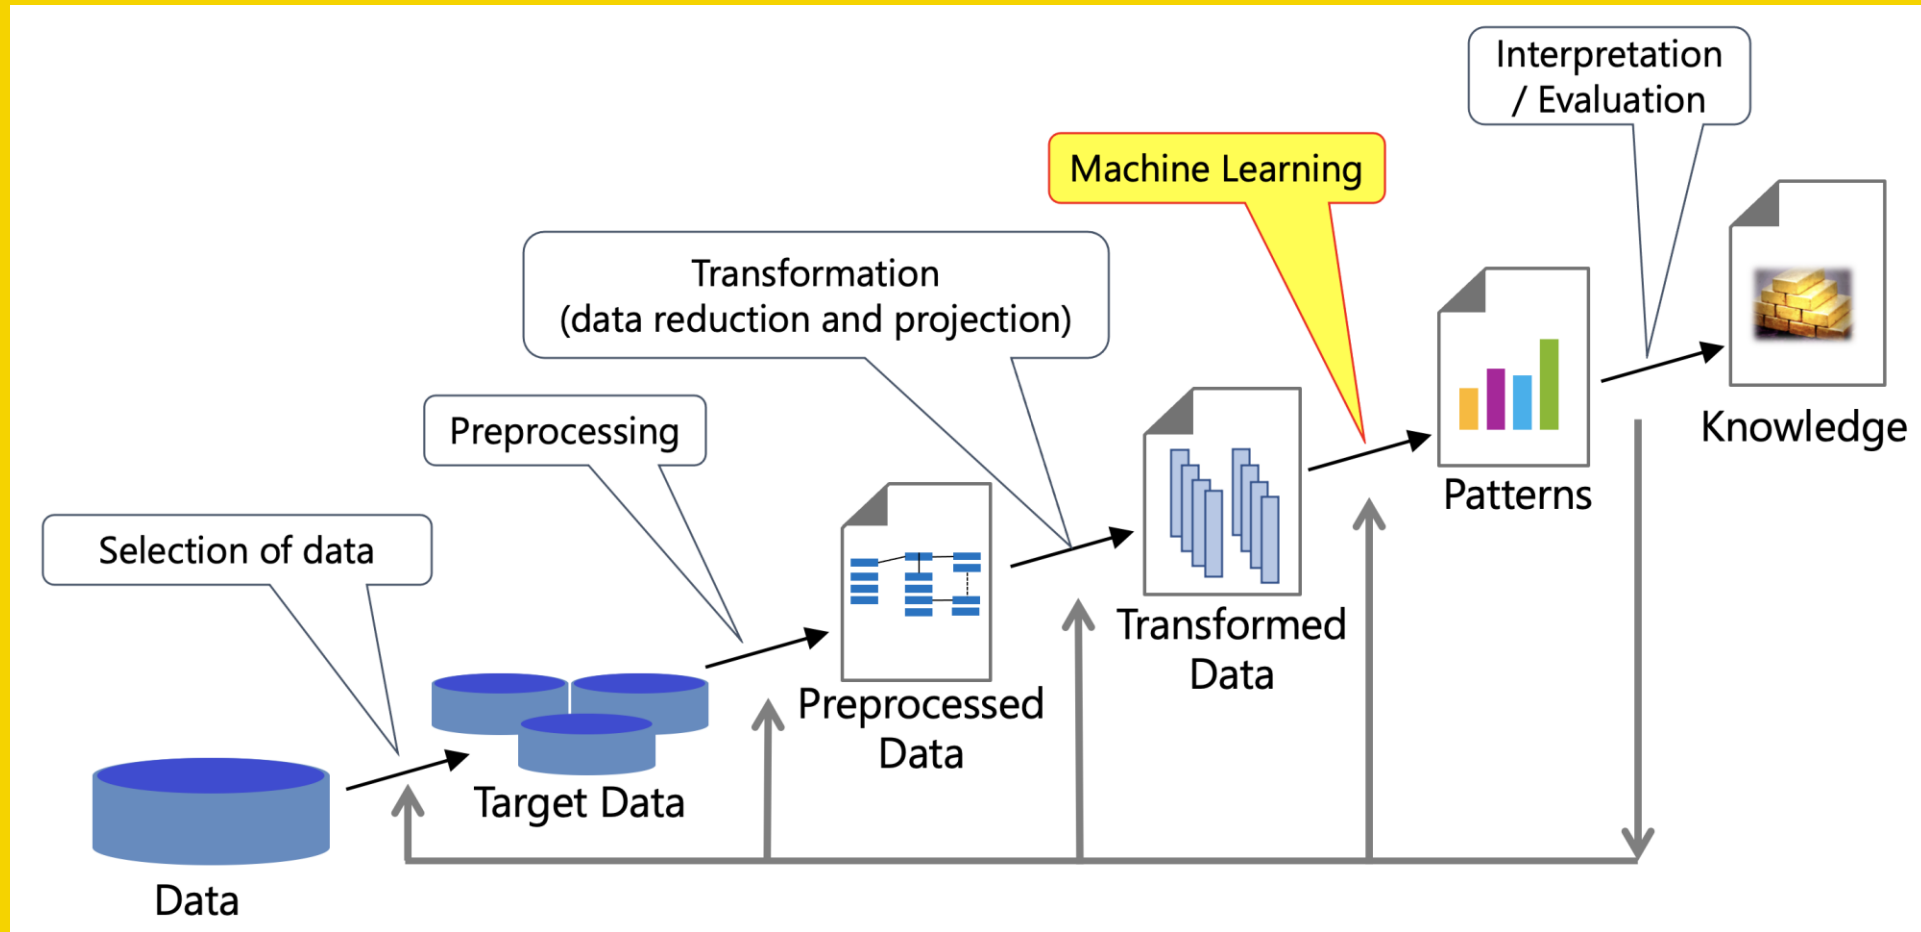 Interpretation
/ Evaluation
Machine Learning
Transformation
(data reduction and projection)
Preprocessing
Selection of data
Knowledge
Patterns
Transformed
Data
Preprocessed
Data
Target Data
Data